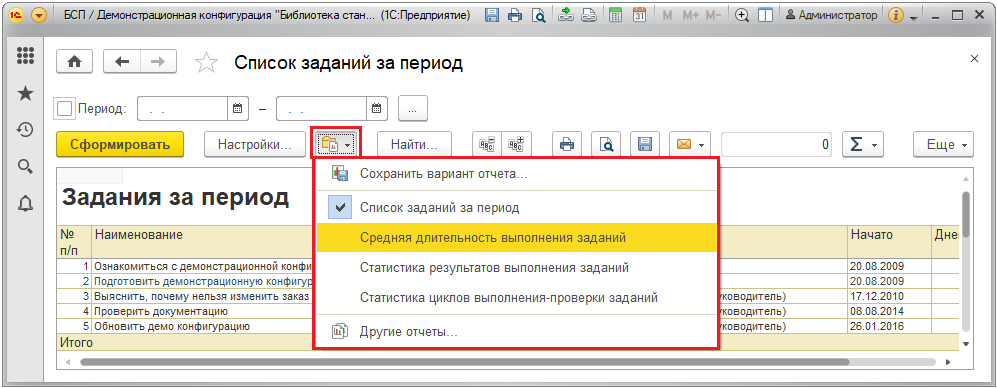 БСП / Демонстрационная конфигурация "Библиотека стан... (1С:Предприятие)
31 M M+ M- Администратор
Список заданий за период
Период: . . – . . ...
Сформировать Настройки... Найти... 0 Σ Еще
Сохранить вариант отчета...
Список заданий за период
Средняя длительность выполнения заданий
Статистика результатов выполнения заданий
Статистика циклов выполнения-проверки заданий
Другие отчеты...
Задания за период
№ п/п Наименование Начато Дне
1 Ознакомиться с демонстрационной конфи 20.08.2009
2 Подготовить демонстрационную конфигур 20.08.2009
3 Выяснить, почему нельзя изменить заказ уководитель) 17.12.2010
4 Проверить документацию уководитель) 08.08.2014
5 Обновить демо конфигурацию уководитель) 26.01.2016
Итого